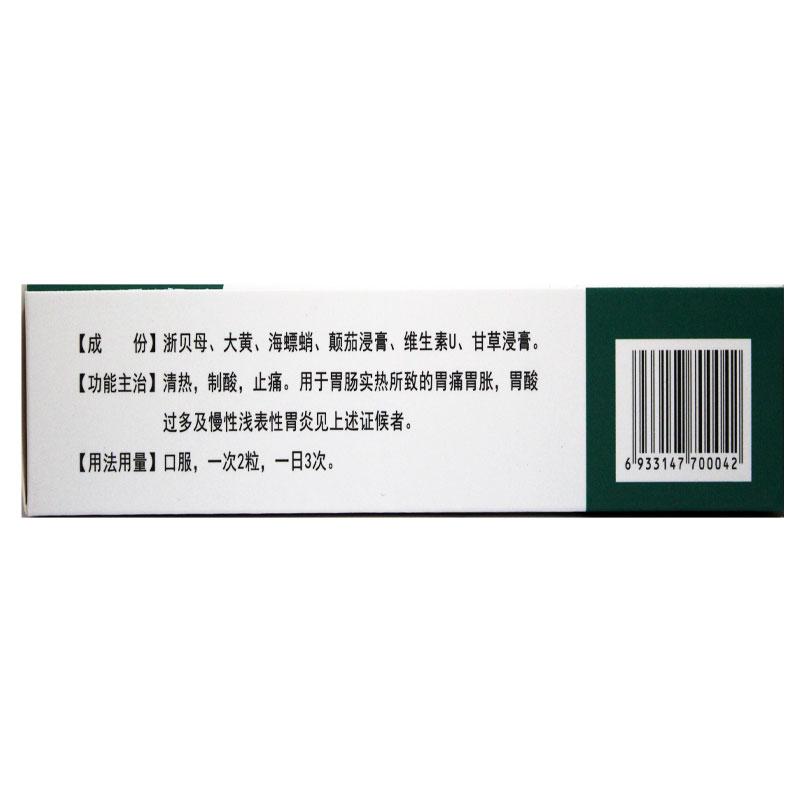 【成　份】浙贝母、大黄、海螵蛸、颠茄浸膏、维生素U、甘草浸膏。
【功能主治】清热，制酸，止痛。用于胃肠实热所致的胃痛胃胀，胃酸
过多及慢性浅表性胃炎见上述证候者。
【用法用量】口服，一次2粒，一日3次。
6 933147 700042